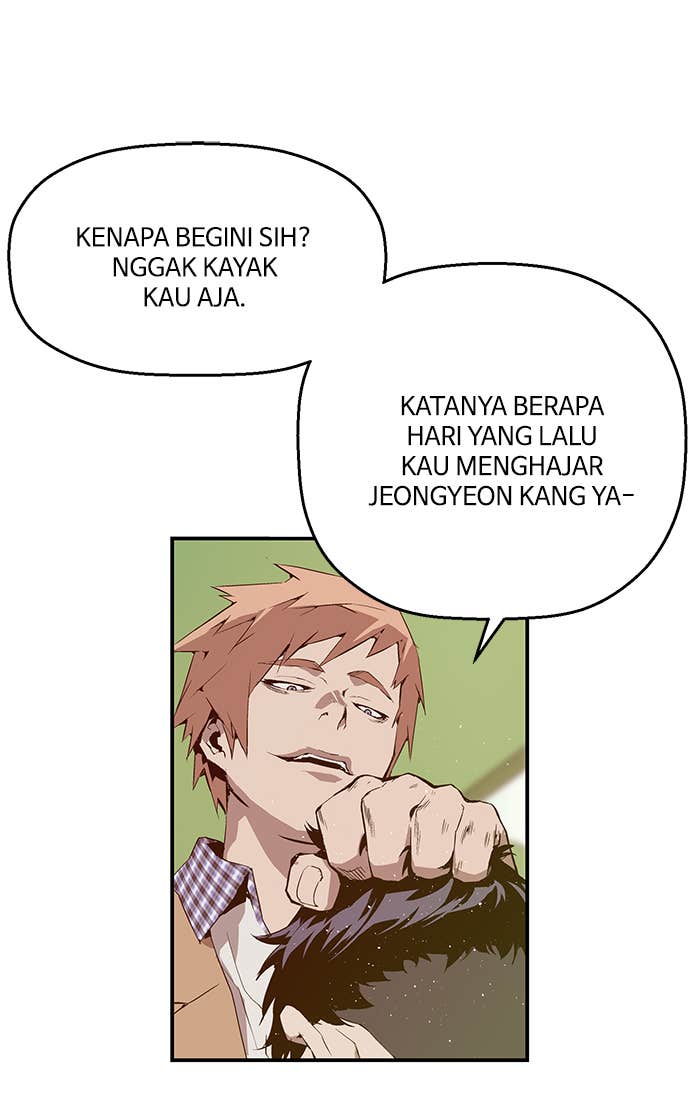 KENAPA BEGINI SIH?
NGGAK KAYAK
KAU AJA.
KATANYA BERAPA
HARI YANG LALU
KAU MENGHAJAR
JEONGYEON KANG YA-